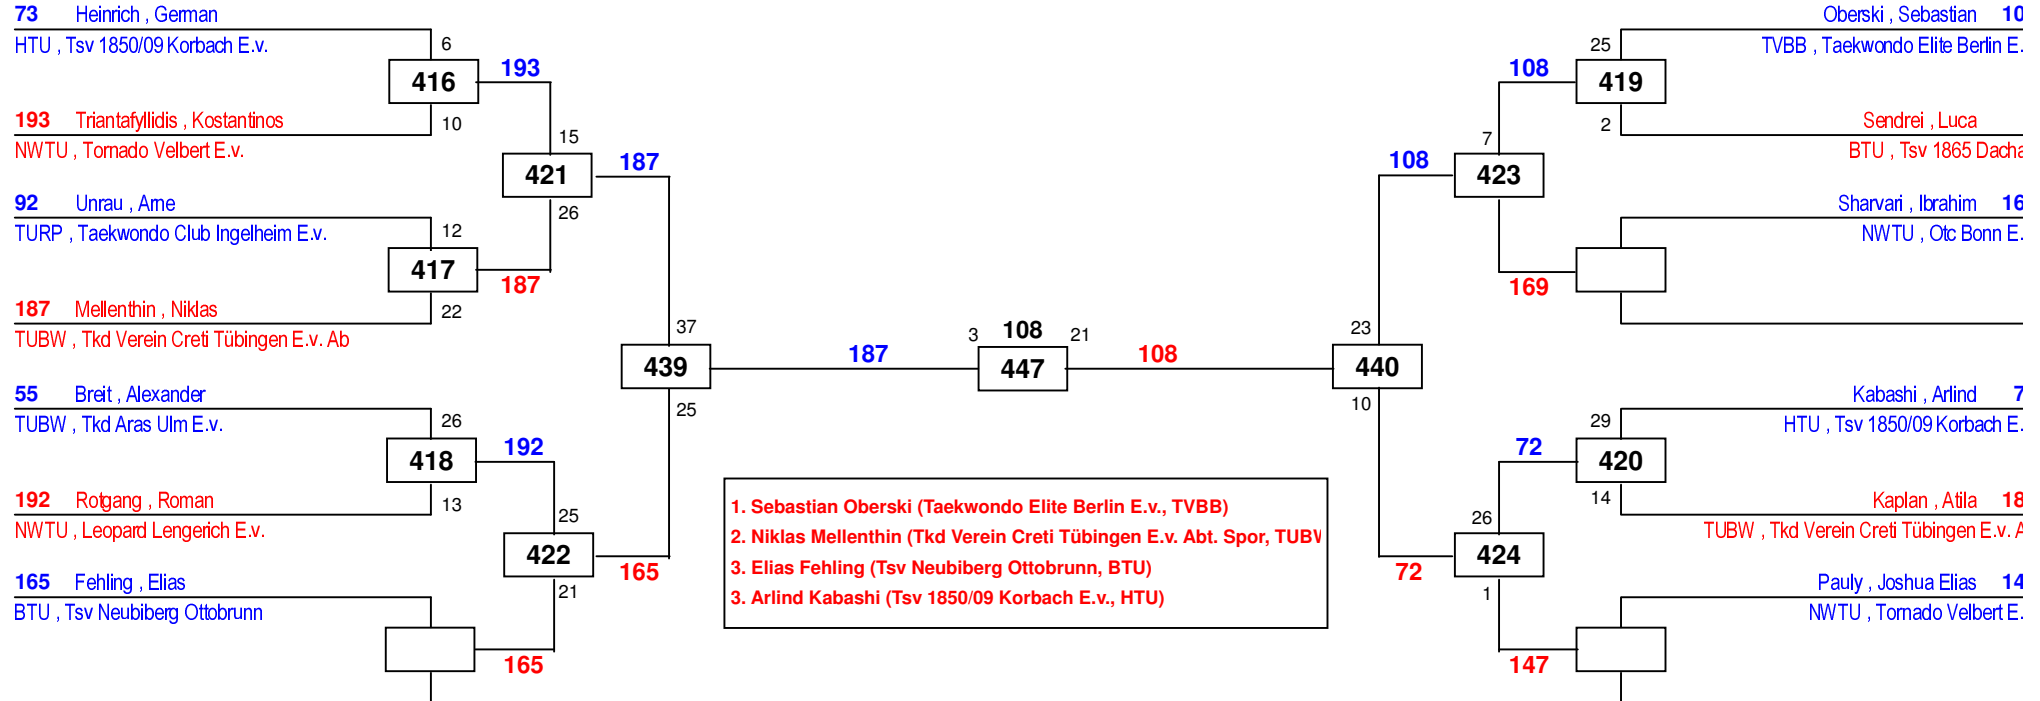 73 Heinrich , German
HTU , Tsv 1850/09 Korbach E.v.
6
416
193
10
193 Triantafyllidis , Kostantinos
NWTU , Tornado Velbert E.v.
15
421
187
26
92 Unrau , Arne
TURP , Taekwondo Club Ingelheim E.v.
12
417
187
22
187 Mellenthin , Niklas
TUBW , Tkd Verein Creti Tübingen E.v. Ab
37
439
187
25
55 Breit , Alexander
TUBW , Tkd Aras Ulm E.v.
26
418
192
13
192 Rotgang , Roman
NWTU , Leopard Lengerich E.v.
25
422
165
21
165 Fehling , Elias
BTU , Tsv Neubiberg Ottobrunn
165
3 108 21
447
108
1. Sebastian Oberski (Taekwondo Elite Berlin E.v., TVBB)
2. Niklas Mellenthin (Tkd Verein Creti Tübingen E.v. Abt. Spor, TUBW
3. Elias Fehling (Tsv Neubiberg Ottobrunn, BTU)
3. Arlind Kabashi (Tsv 1850/09 Korbach E.v., HTU)
Oberski , Sebastian 10
TVBB , Taekwondo Elite Berlin E.
25
108
419
2
Sendrei , Luca
BTU , Tsv 1865 Dacha
7
108
423
Sharvari , Ibrahim 16
NWTU , Otc Bonn E.
169
23
440
10
Kabashi , Arlind 7
HTU , Tsv 1850/09 Korbach E.
29
72
420
14
Kaplan , Atila 18
TUBW , Tkd Verein Creti Tübingen E.v. A
26
424
72
1
Pauly , Joshua Elias 14
NWTU , Tornado Velbert E.
147